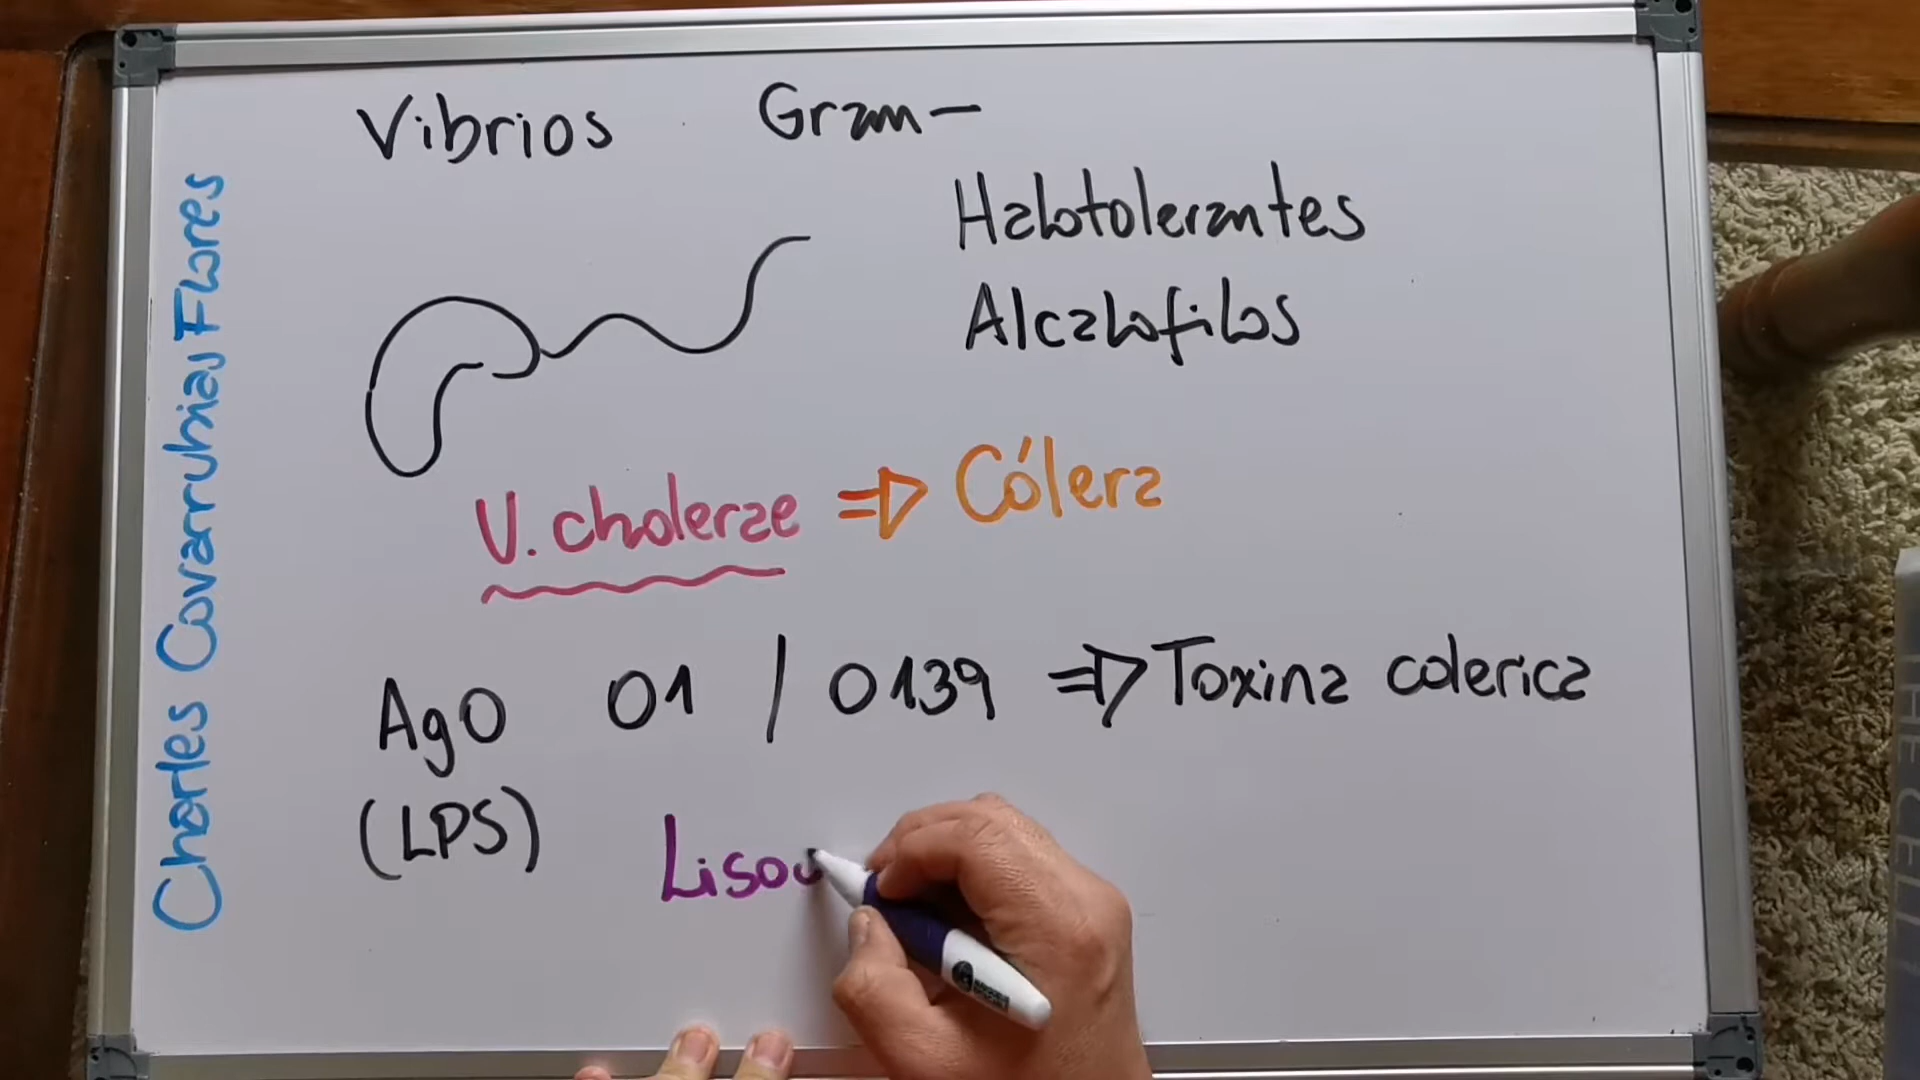 Vibrios Gram-
Halotolerantes
Alcalofilos
V. cholerae ⇒ Cólera
AgO O1 / O139 ⇒ Toxina colerica
(LPS)
Charles Covarrubias Flores